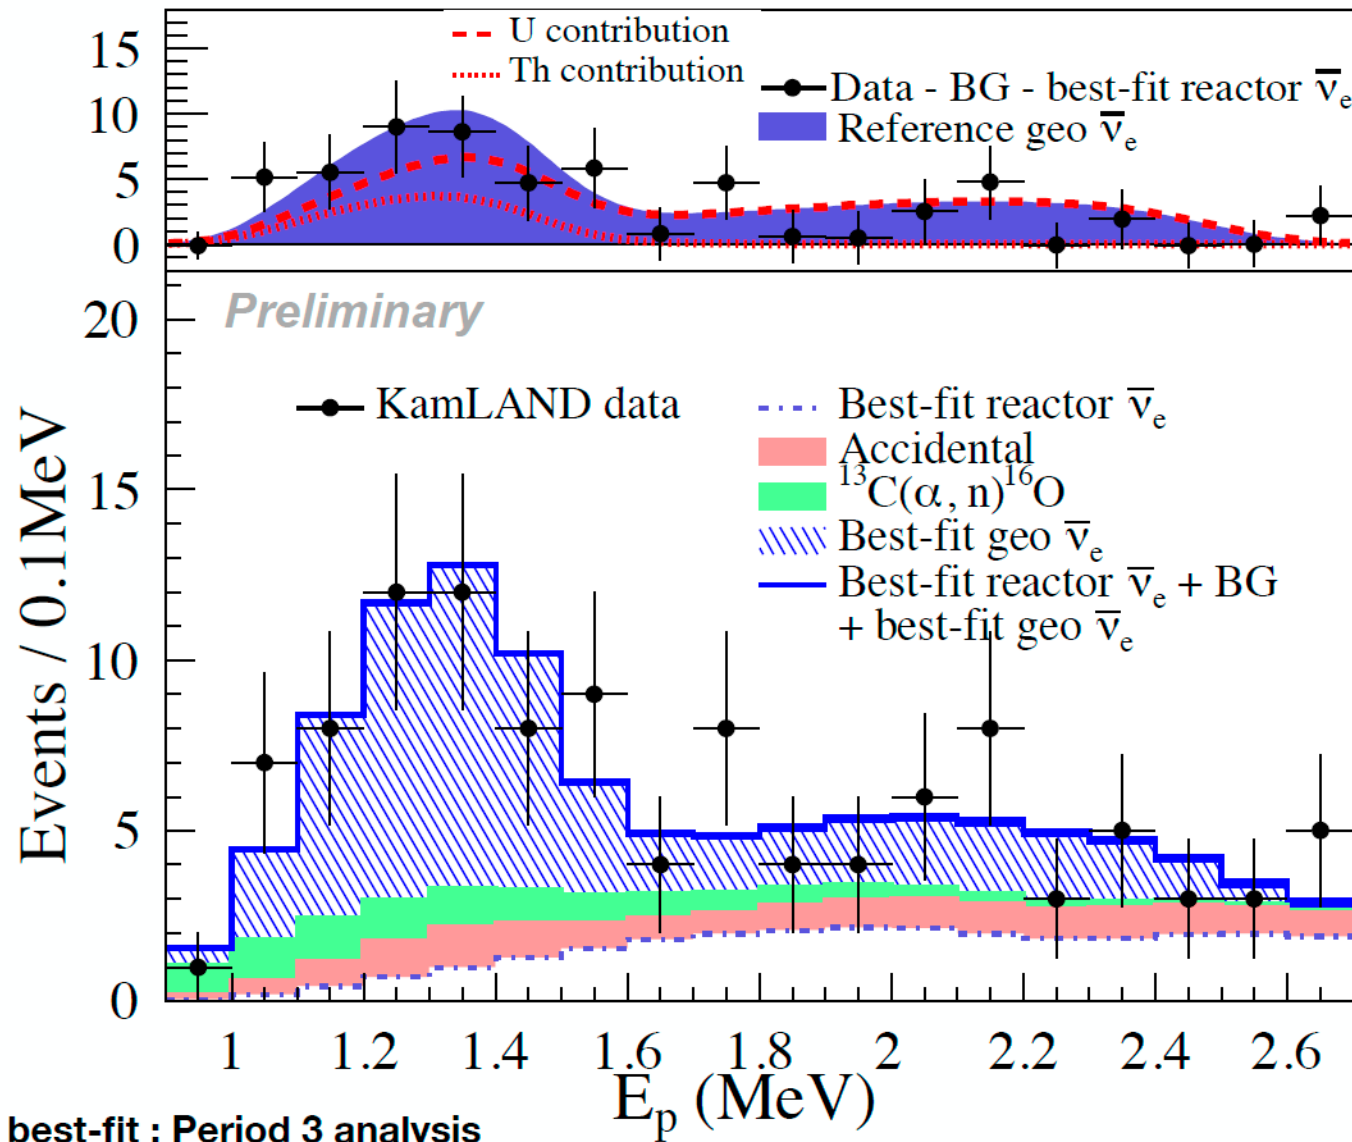 U contribution
Th contribution
Data - BG - best-fit reactor ν̅e
Reference geo ν̅e
15
10
5
0
Preliminary
20
15
10
5
0
Events / 0.1MeV
KamLAND data
Best-fit reactor ν̅e
Accidental
¹³C(α, n)¹⁶O
Best-fit geo ν̅e
Best-fit reactor ν̅e + BG
+ best-fit geo ν̅e
1 1.2 1.4 1.6 1.8 2 2.2 2.4 2.6
Ep (MeV)
best-fit : Period 3 analysis